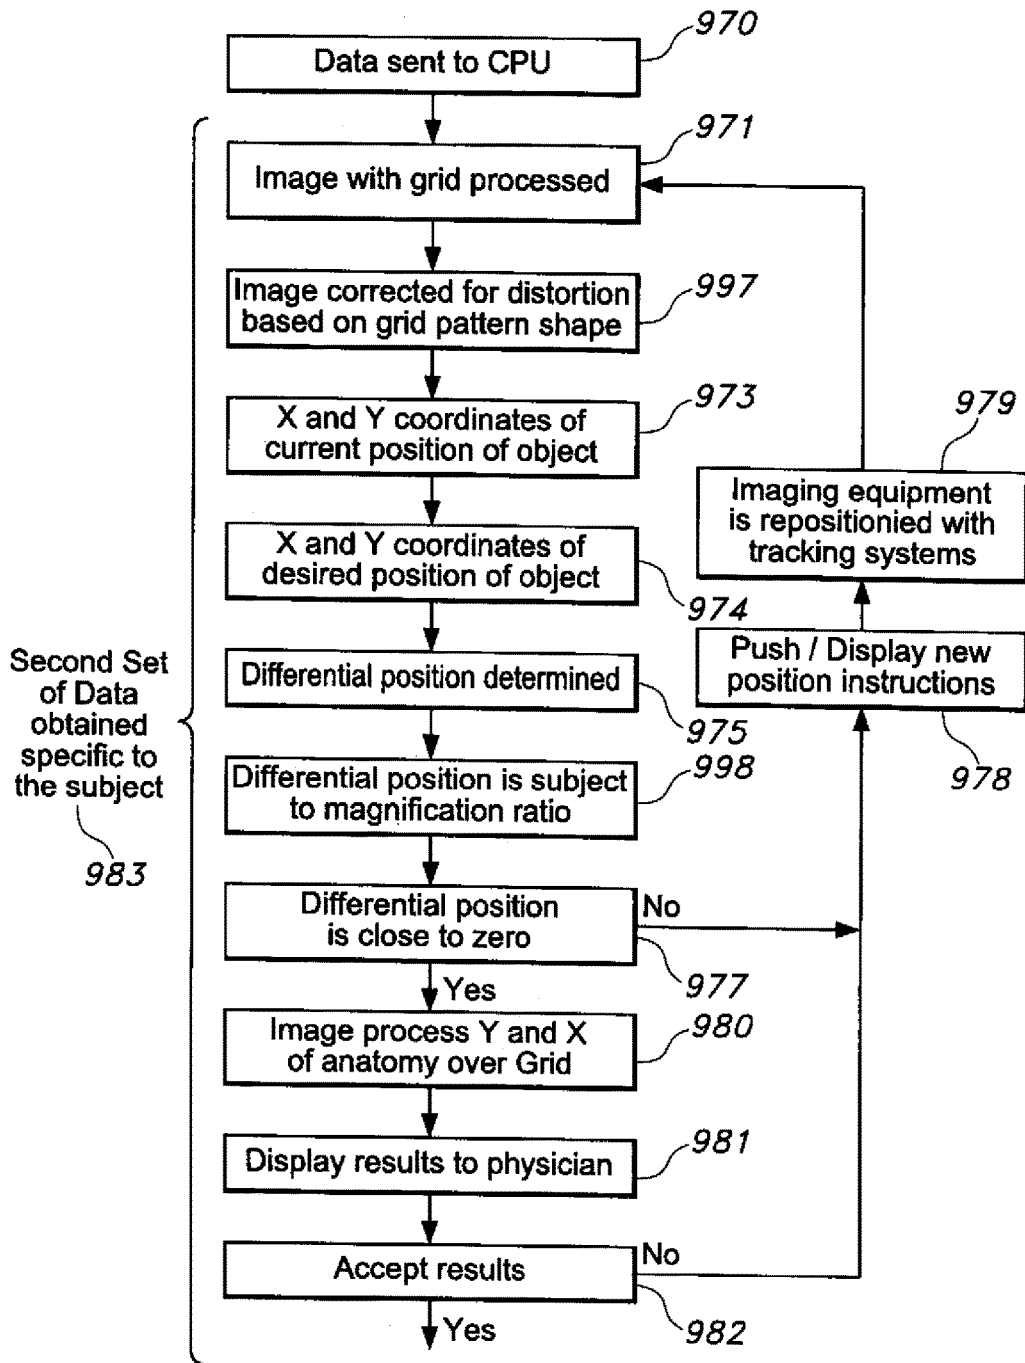 970
Data sent to CPU
971
Image with grid processed
997
Image corrected for distortion
based on grid pattern shape
973
X and Y coordinates of
current position of object
979
Imaging equipment
is repositionied with
tracking systems
X and Y coordinates of
desired position of object
974
Push / Display new
position instructions
978
Second Set
of Data
obtained
specific to
the subject
983
Differential position determined
975
998
Differential position is subject
to magnification ratio
Differential position
is close to zero
No
977
Yes
980
Image process Y and X
of anatomy over Grid
981
Display results to physician
Accept results
No
982
Yes